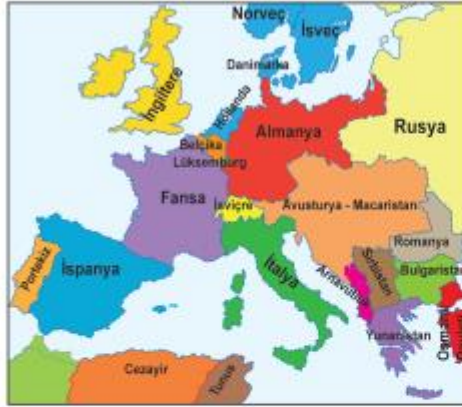 Norveç
İsveç
Danimarka
İngiltere
Hollanda
Almanya
Rusya
Belçika
Lüksemburg
Fansa
İsviçre
Avusturya - Macaristan
Romanya
Portekiz
İspanya
İtalya
Sırbistan
Arnavutluk
Bulgaristan
Yunanistan
Cezayir
Tunus